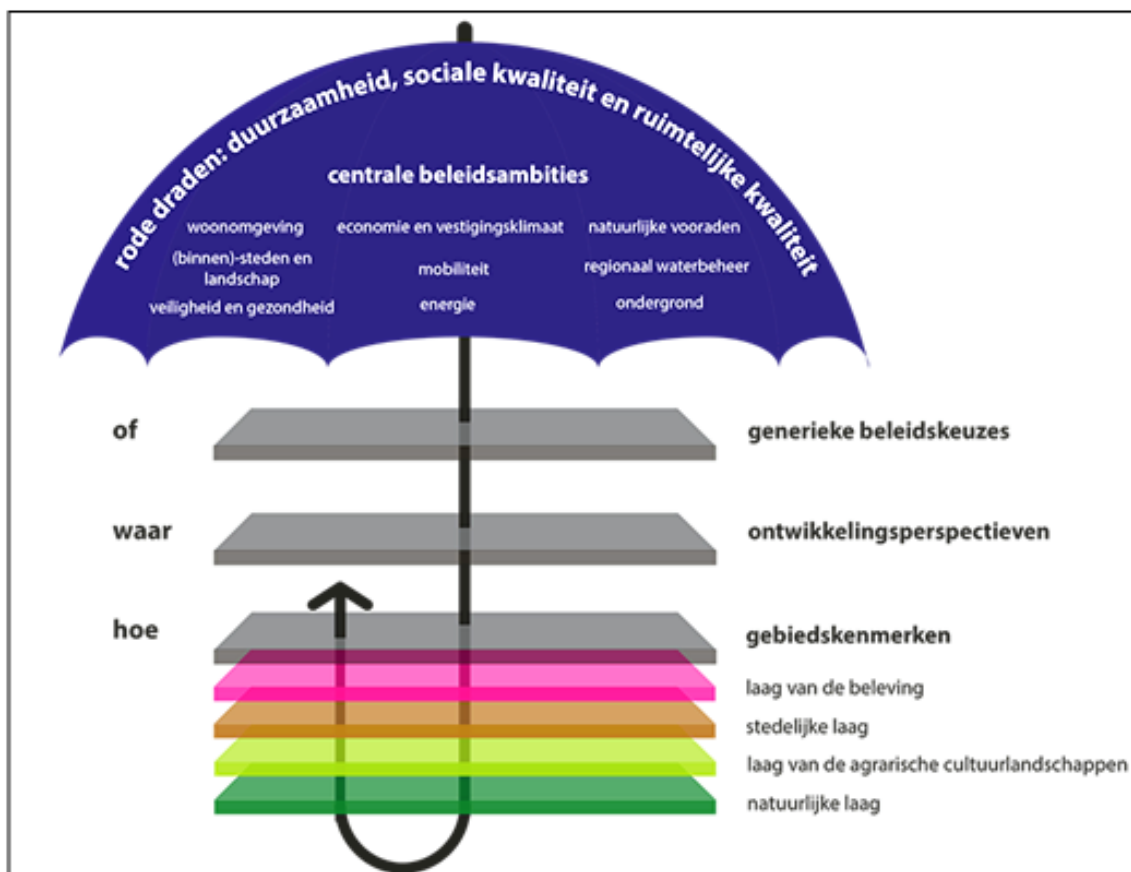 rode draden: duurzaamheid, sociale kwaliteit en ruimtelijke kwaliteit
centrale beleidsambities
woonomgeving
(binnen)-steden en
landschap
veiligheid en gezondheid
economie en vestigingsklimaat
mobiliteit
energie
natuurlijke vooraden
regionaal waterbeheer
ondergrond
of
generieke beleidskeuzes
waar
ontwikkelingsperspectieven
hoe
gebiedskenmerken
laag van de beleving
stedelijke laag
laag van de agrarische cultuurlandschappen
natuurlijke laag